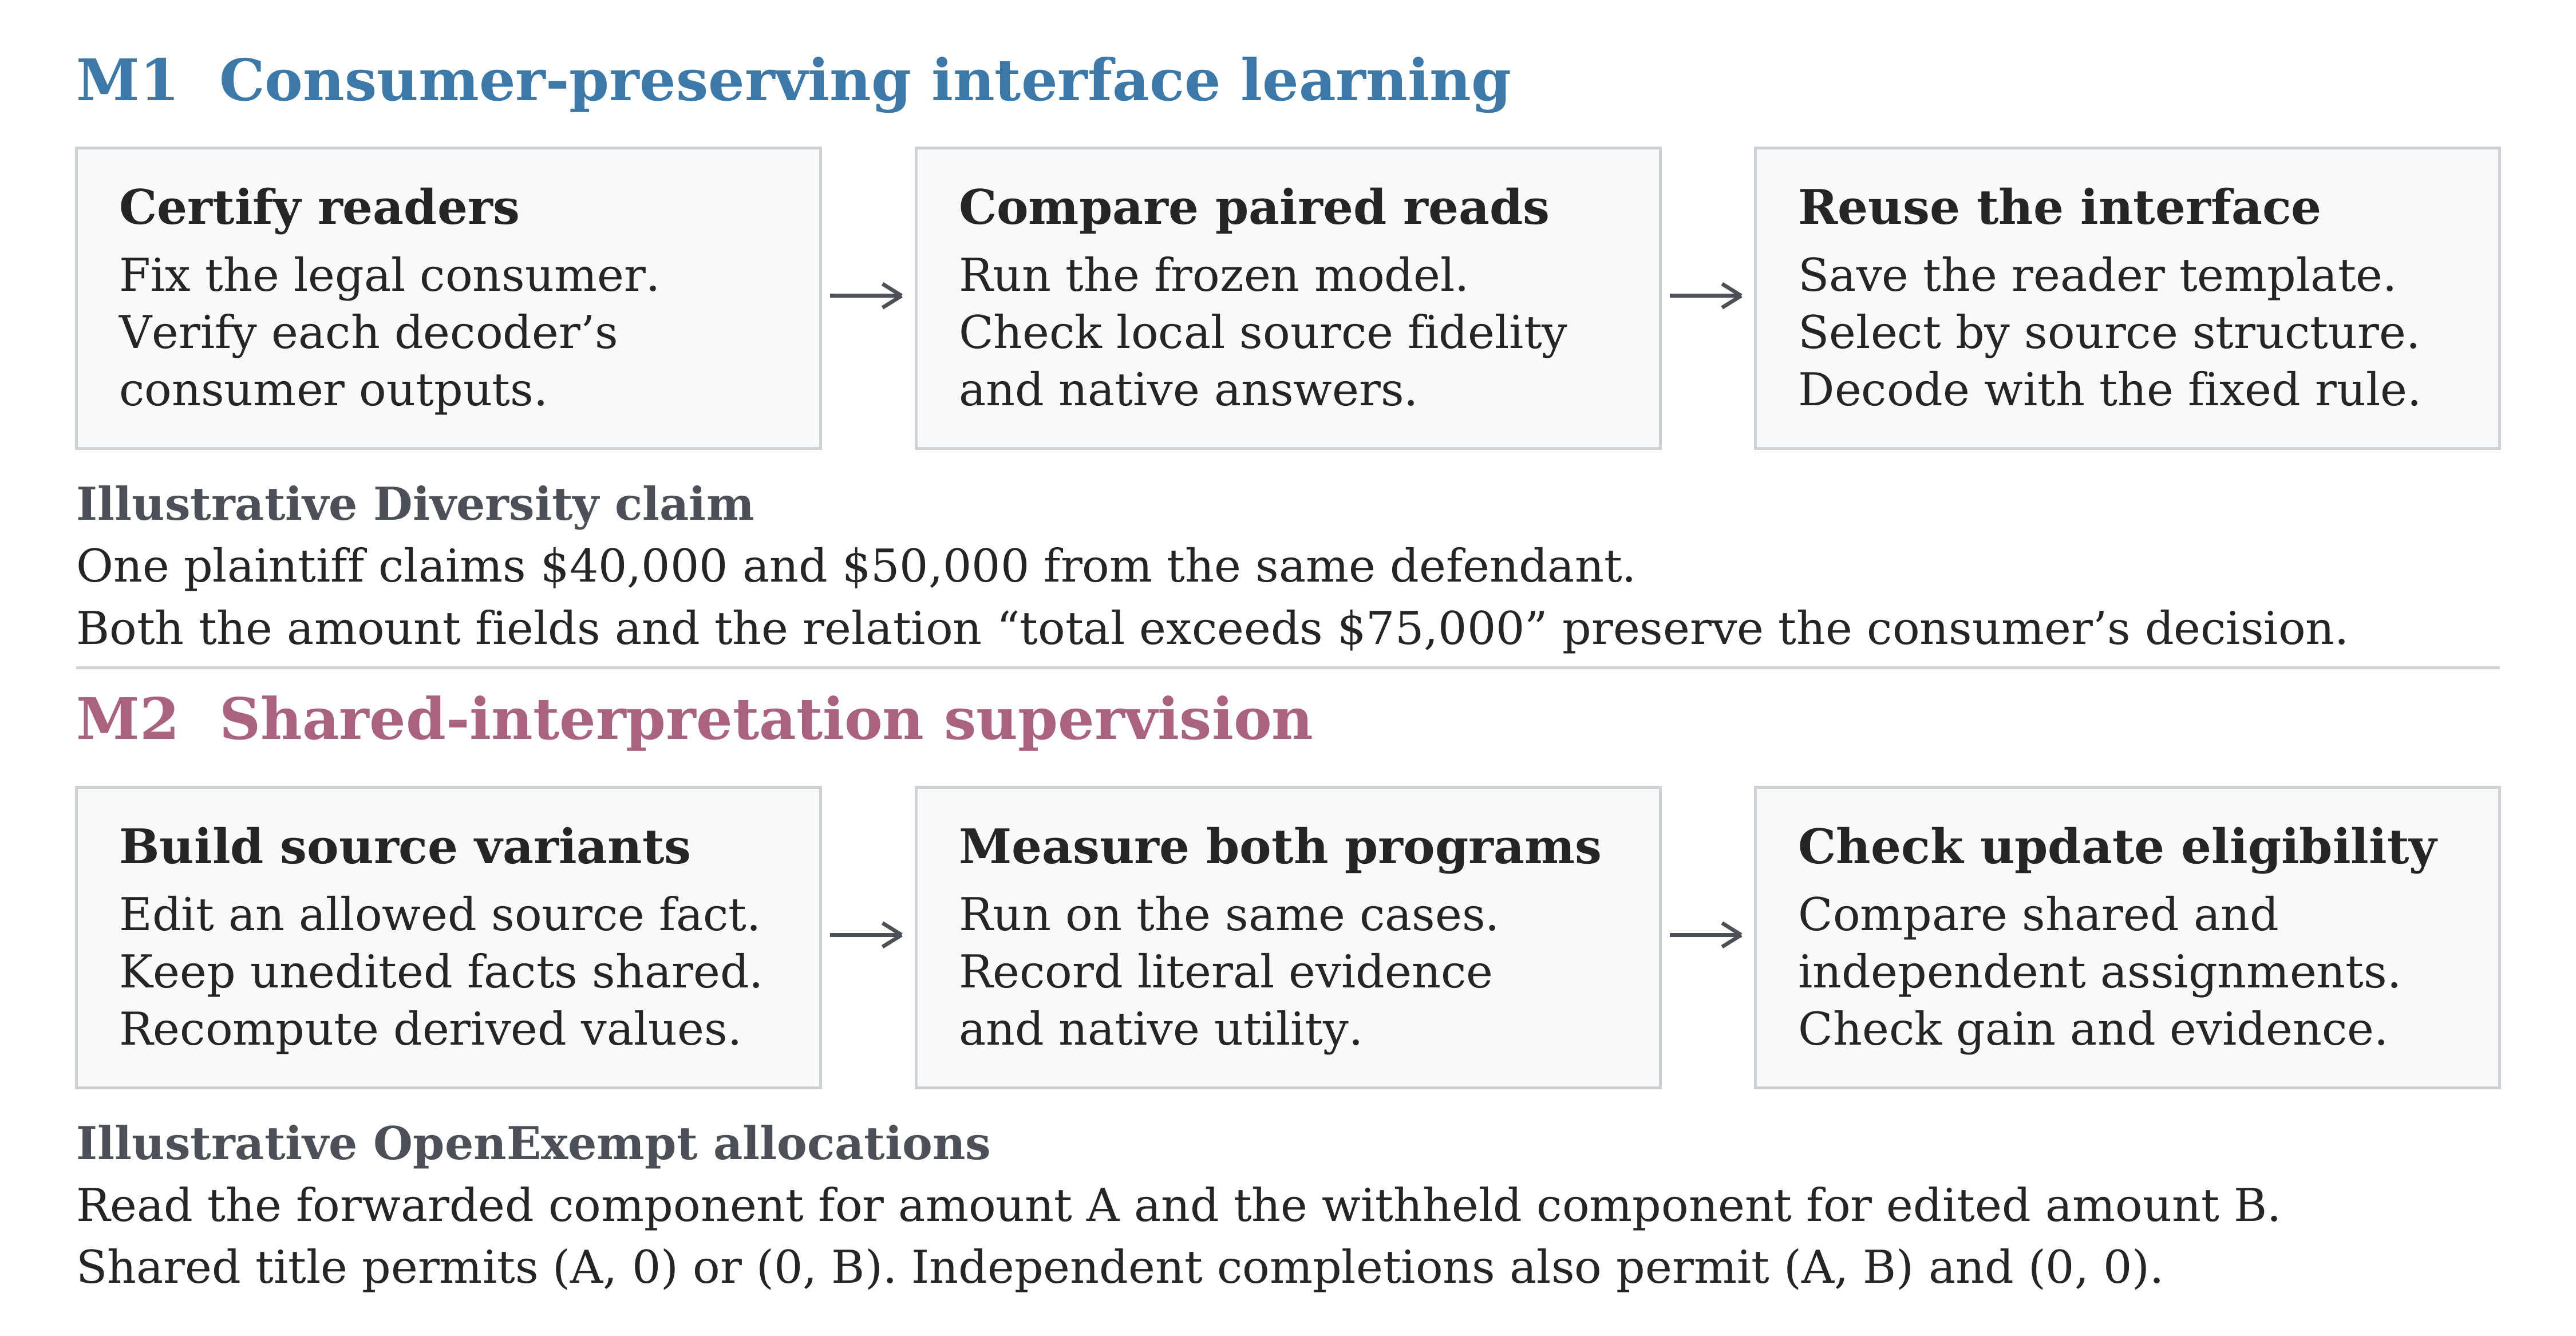 M1 Consumer-preserving interface learning
Certify readers
Fix the legal consumer.
Verify each decoder’s
consumer outputs.
Compare paired reads
Run the frozen model.
Check local source fidelity
and native answers.
Reuse the interface
Save the reader template.
Select by source structure.
Decode with the fixed rule.
Illustrative Diversity claim
One plaintiff claims $40,000 and $50,000 from the same defendant.
Both the amount fields and the relation “total exceeds $75,000” preserve the consumer’s decision.
M2 Shared-interpretation supervision
Build source variants
Edit an allowed source fact.
Keep unedited facts shared.
Recompute derived values.
Measure both programs
Run on the same cases.
Record literal evidence
and native utility.
Check update eligibility
Compare shared and
independent assignments.
Check gain and evidence.
Illustrative OpenExempt allocations
Read the forwarded component for amount A and the withheld component for edited amount B.
Shared title permits (A, 0) or (0, B). Independent completions also permit (A, B) and (0, 0).